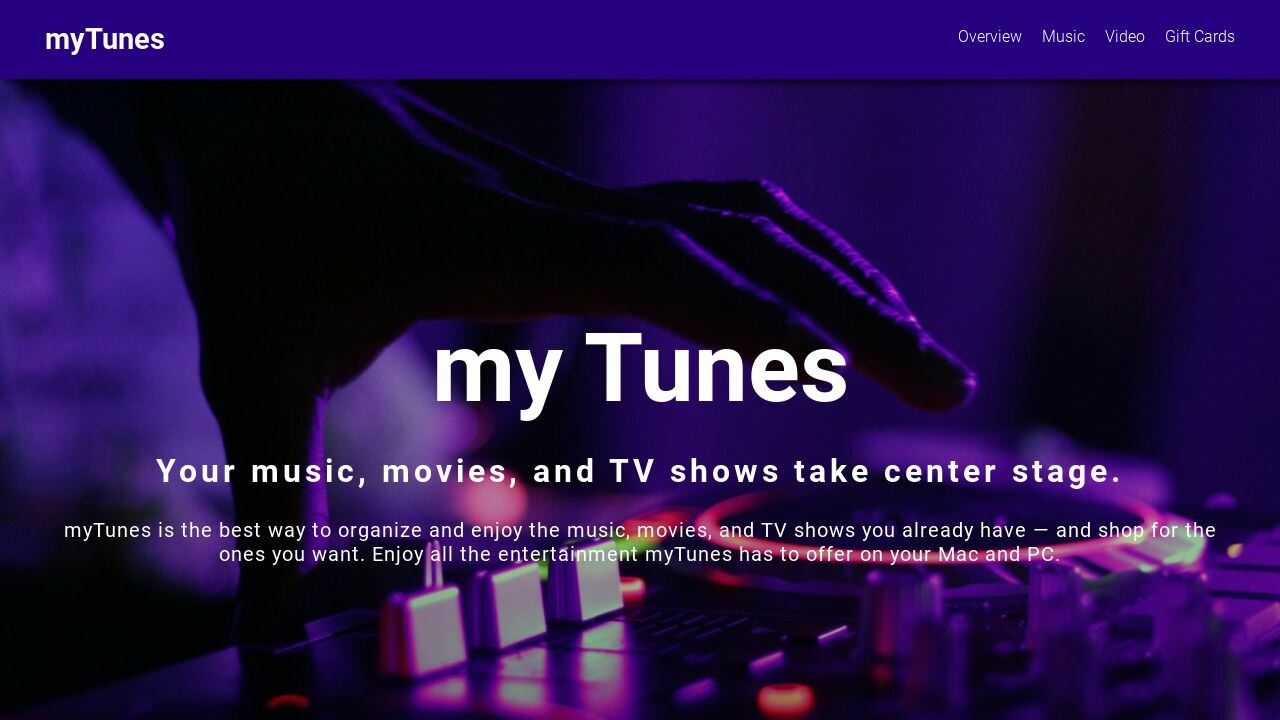 myTunes
Overview Music Video Gift Cards
my Tunes
Your music, movies, and TV shows take center stage.
myTunes is the best way to organize and enjoy the music, movies, and TV shows you already have — and shop for the
ones you want. Enjoy all the entertainment myTunes has to offer on your Mac and PC.